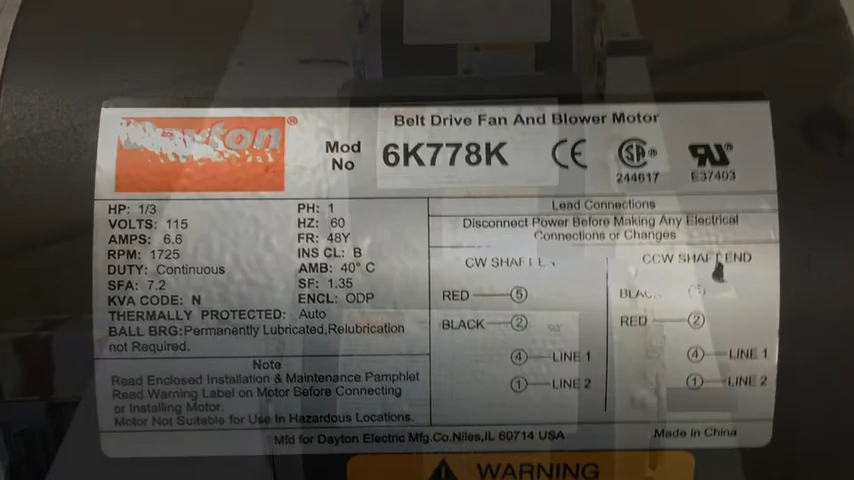 Dayton®
Belt Drive Fan And Blower Motor
Mod No 6K778K
CE
SP® 244617
RU® E37403
HP: 1/3
VOLTS: 115
AMPS: 6.6
RPM: 1725
DUTY: Continuous
SFA: 7.2
KVA CODE: N
PH: 1
HZ: 60
FR: 48Y
INS CL: B
AMB: 40° C
SF: 1.35
ENCL: ODP
THERMALLY PROTECTED: Auto
BALL BRG:Permanently Lubricated,Relubrication
not Required.
Note
Read Enclosed Installation & Maintenance Pamphlet
Read Warning Label on Motor Before Connecting
or Installing Motor.
Motor Not Suitable for Use In Hazardous Locations.
Lead Connections
Disconnect Power Before Making Any Electrical
Connections or Changes
CW SHAFT
RED 5
BLACK 2
4 LINE 1
1 LINE 2
CCW SHAFT END
RED 2
4 LINE 1
1 LINE 2
Mfd for Dayton Electric Mfg.Co.Niles,IL 60714 USA
Made in China
WARNING